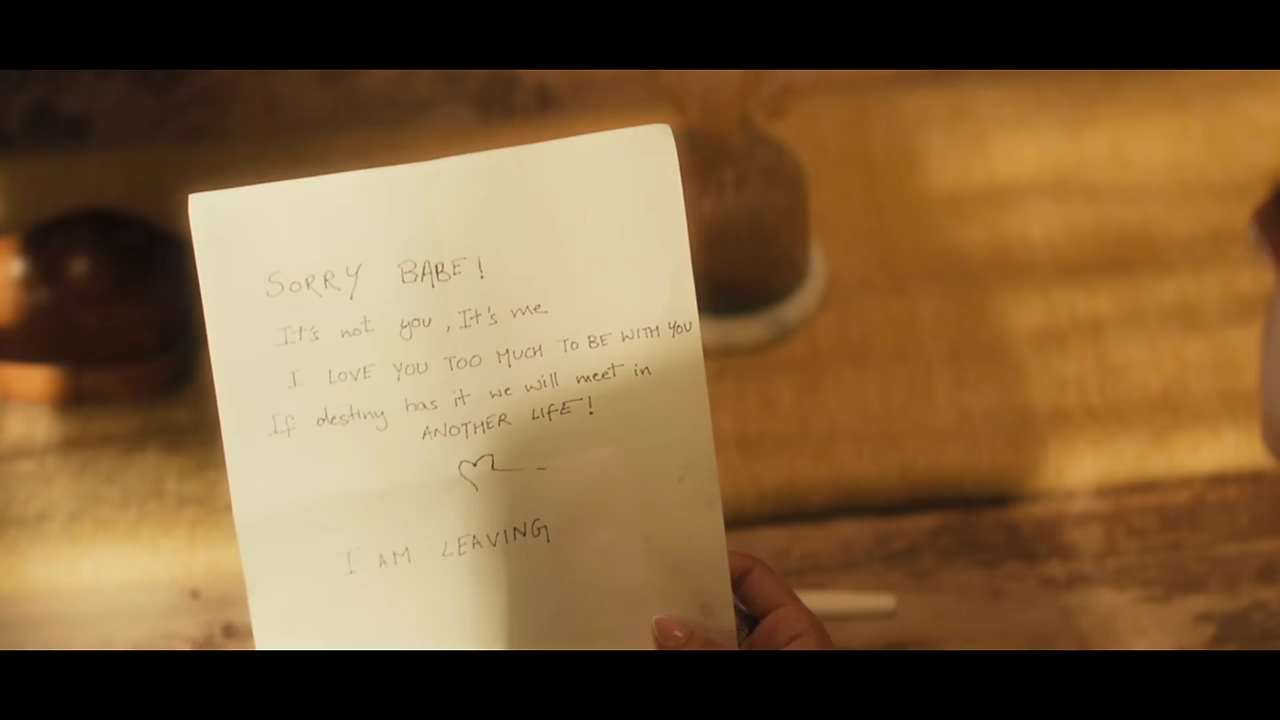 SORRY BABE!
It's not you, It's me
I LOVE YOU TOO MUCH TO BE WITH YOU
If destiny has it we will meet in
ANOTHER LIFE!
I AM LEAVING